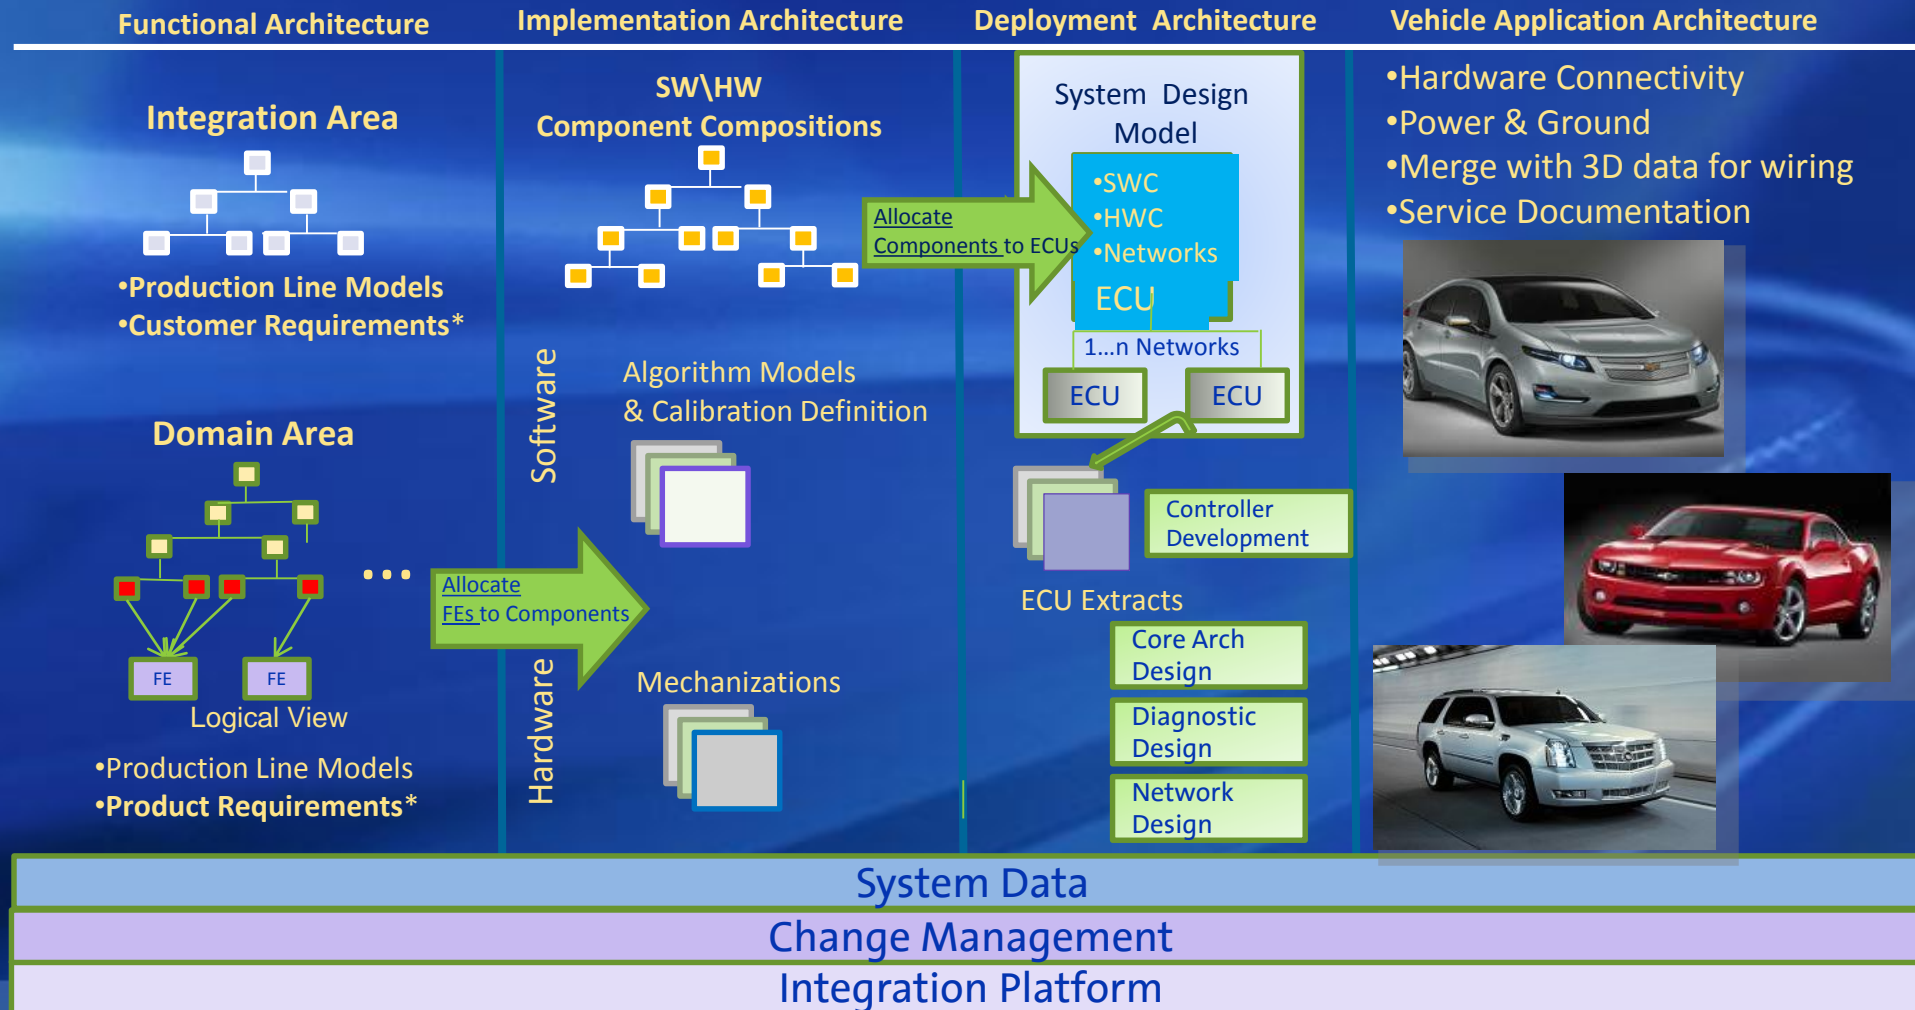 Functional Architecture
Implementation Architecture
Deployment Architecture
Vehicle Application Architecture
Integration Area
•Production Line Models
•Customer Requirements*
Domain Area
...
FE
FE
Logical View
•Production Line Models
•Product Requirements*
Allocate
FEs to Components
SW\HW
Component Compositions
Software
Algorithm Models
& Calibration Definition
Hardware
Mechanizations
Allocate
Components to ECUs
System Design
Model
•SWC
•HWC
•Networks
ECU
1...n Networks
ECU
ECU
Controller
Development
ECU Extracts
Core Arch
Design
Diagnostic
Design
Network
Design
•Hardware Connectivity
•Power & Ground
•Merge with 3D data for wiring
•Service Documentation
System Data
Change Management
Integration Platform